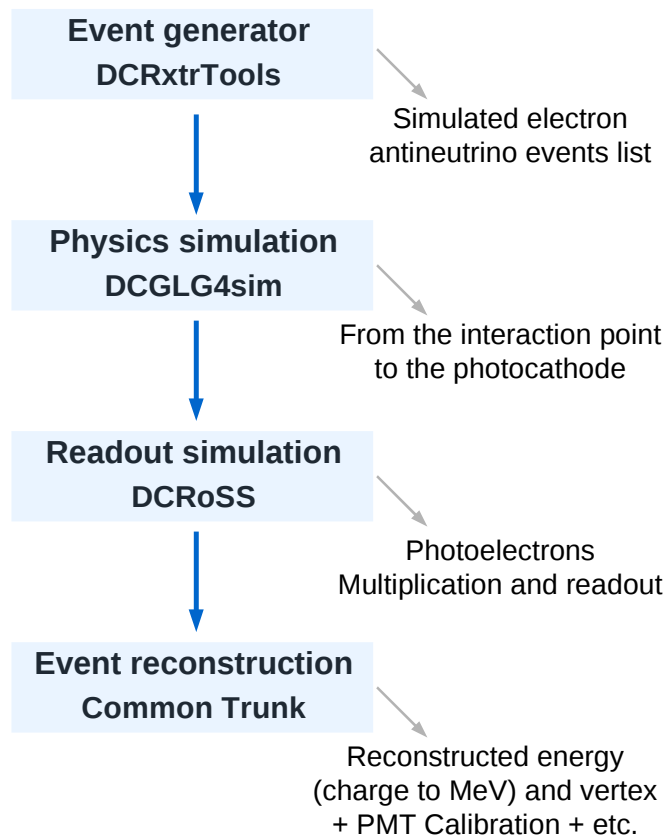 Event generator
DCRxtrTools
Simulated electron
antineutrino events list
Physics simulation
DCGLG4sim
From the interaction point
to the photocathode
Readout simulation
DCRoSS
Photoelectrons
Multiplication and readout
Event reconstruction
Common Trunk
Reconstructed energy
(charge to MeV) and vertex
+ PMT Calibration + etc.